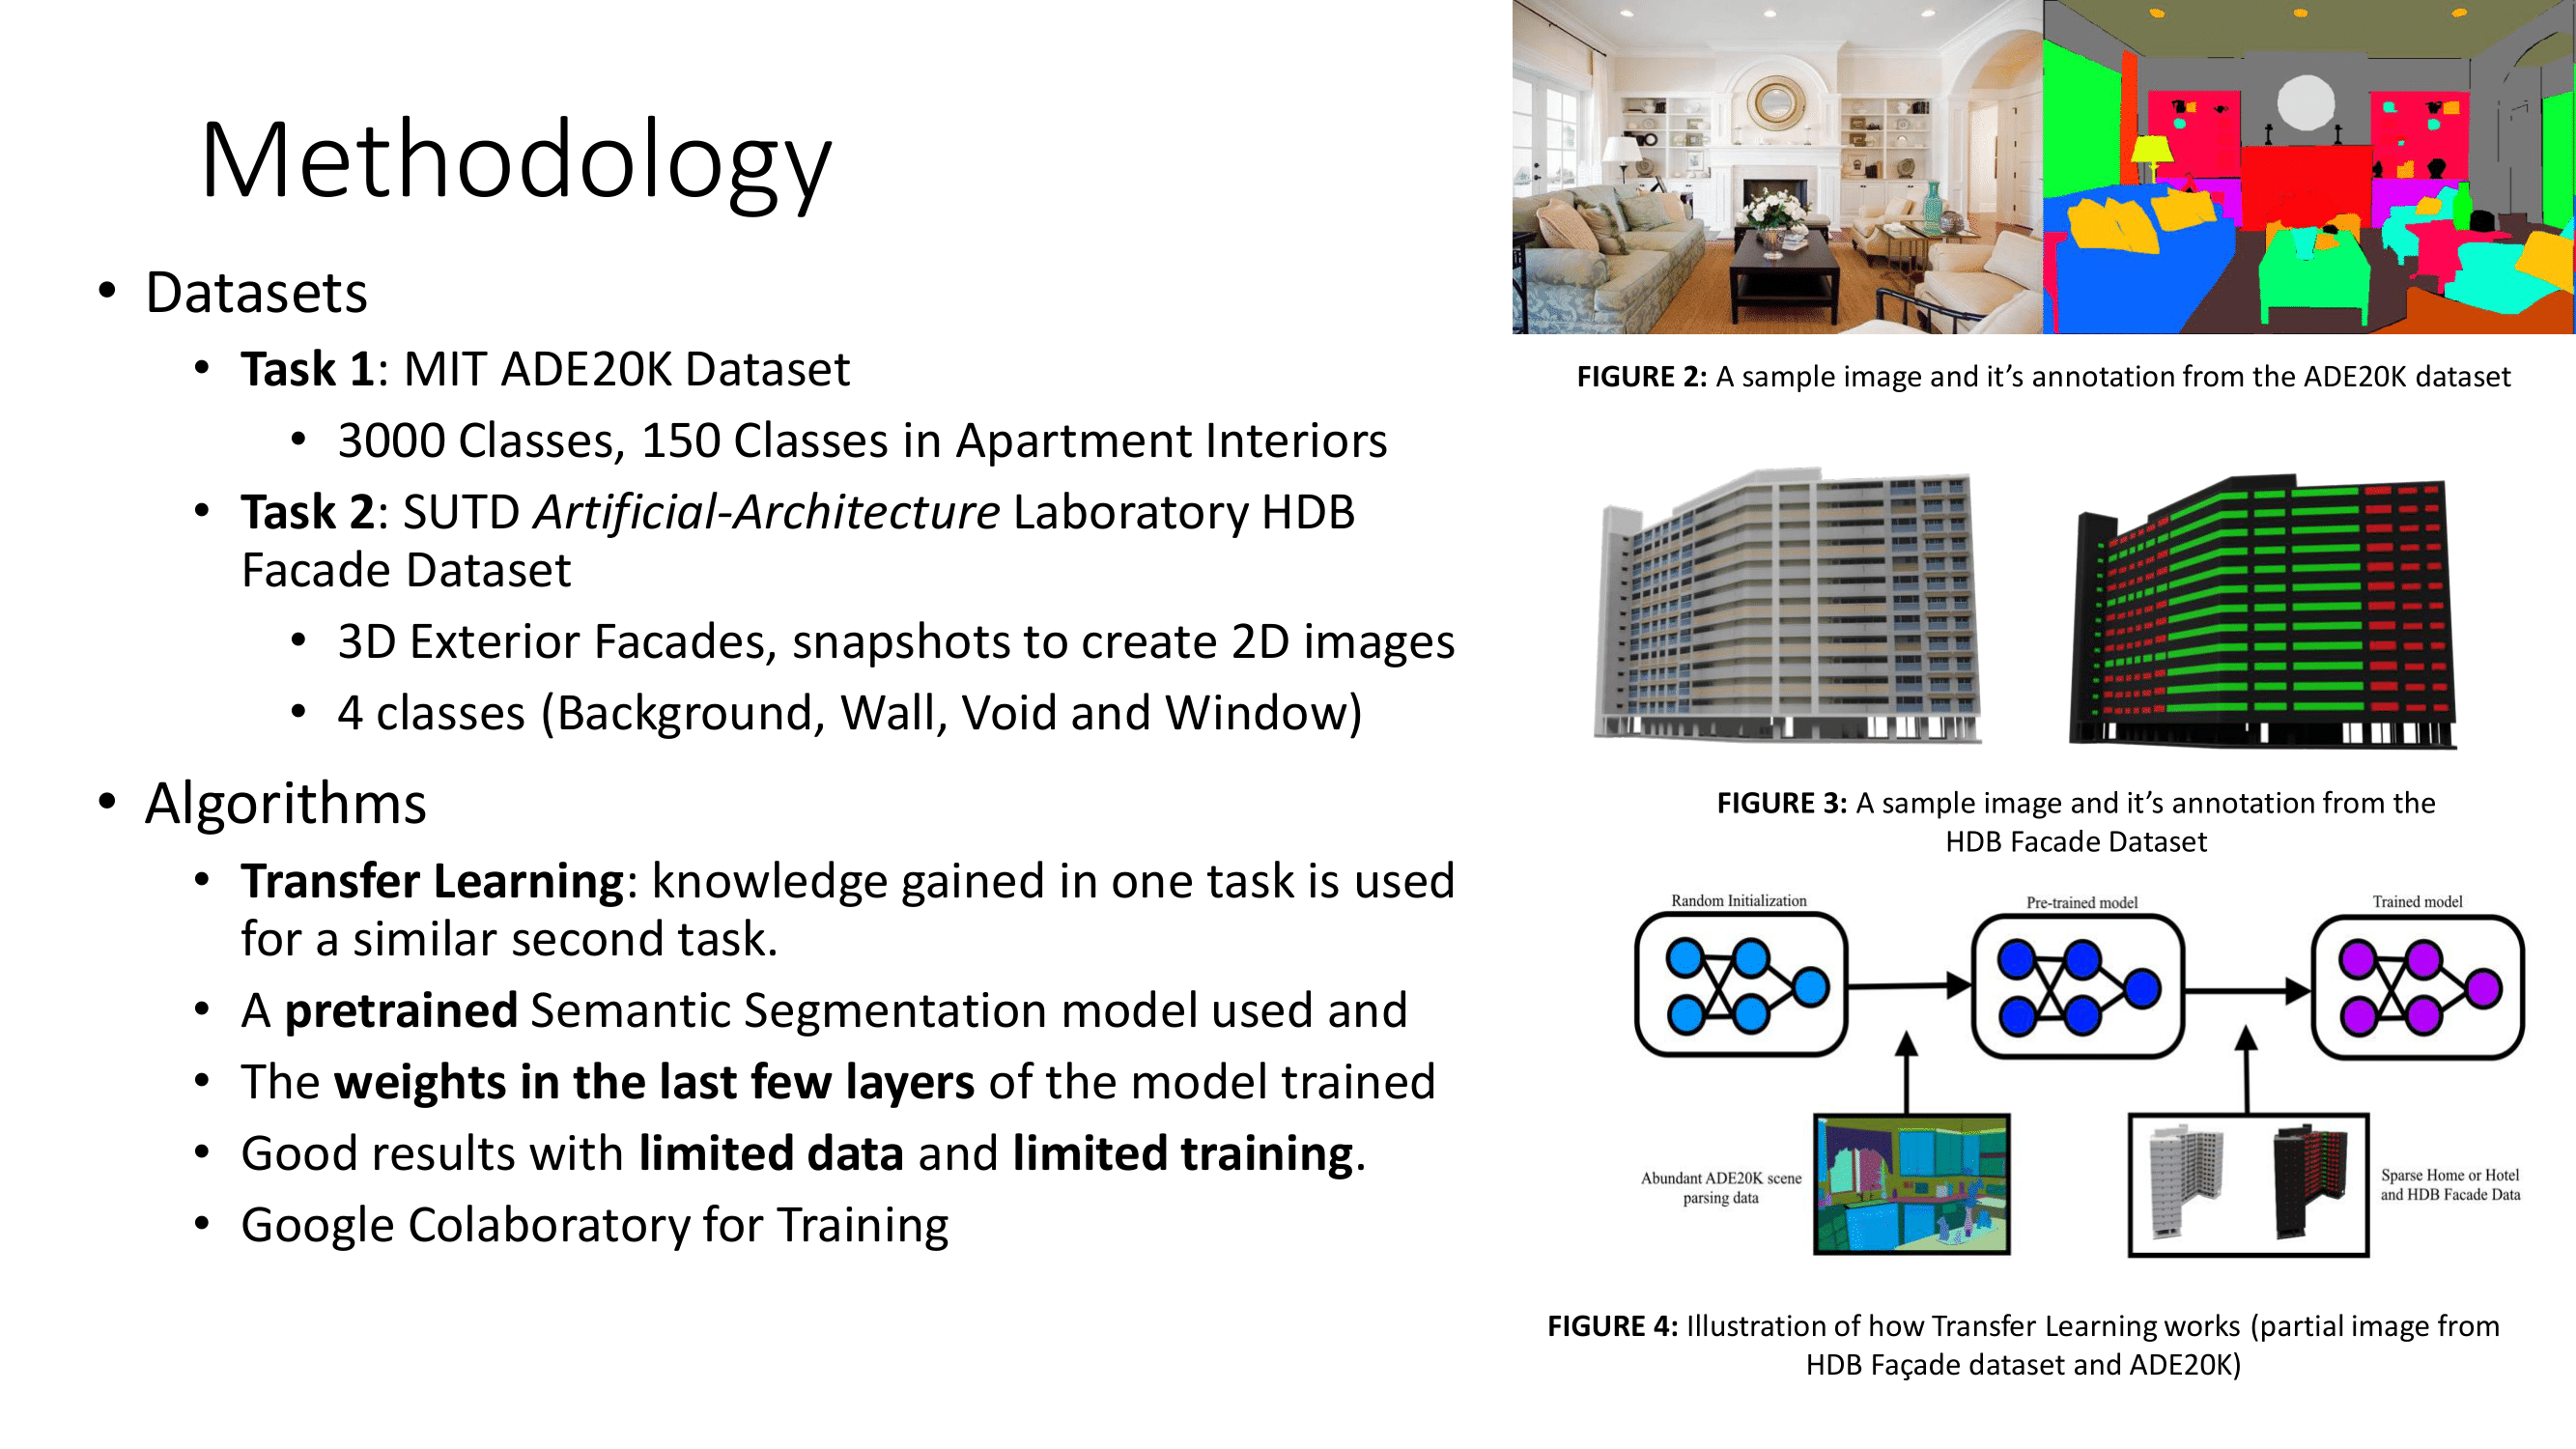 Methodology
• Datasets
• Task 1: MIT ADE20K Dataset
• 3000 Classes, 150 Classes in Apartment Interiors
• Task 2: SUTD Artificial-Architecture Laboratory HDB
Facade Dataset
• 3D Exterior Facades, snapshots to create 2D images
• 4 classes (Background, Wall, Void and Window)
• Algorithms
• Transfer Learning: knowledge gained in one task is used
for a similar second task.
• A pretrained Semantic Segmentation model used and
• The weights in the last few layers of the model trained
• Good results with limited data and limited training.
• Google Colaboratory for Training
FIGURE 2: A sample image and it’s annotation from the ADE20K dataset
FIGURE 3: A sample image and it’s annotation from the
HDB Facade Dataset
Random Initialization
Pre-trained model
Trained model
Abundant ADE20K scene
parsing data
Sparse Home or Hotel
and HDB Facade Data
FIGURE 4: Illustration of how Transfer Learning works (partial image from
HDB Façade dataset and ADE20K)